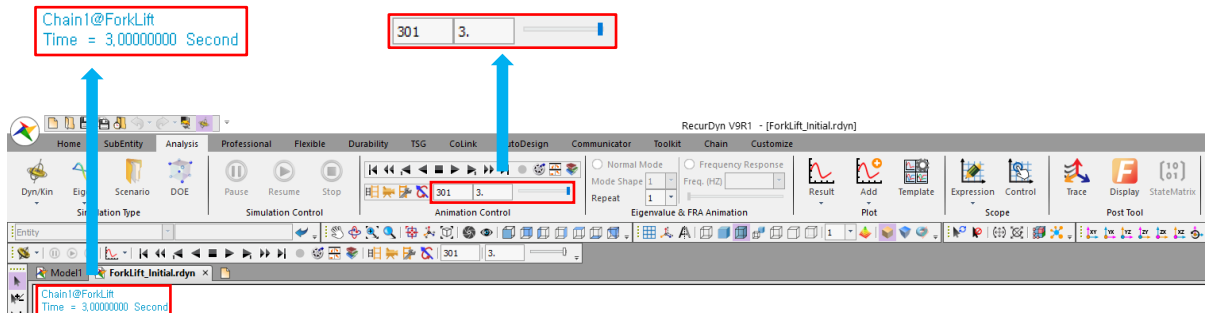 Chain1@ForkLift
Time = 3,00000000 Second
301 3.
RecurDyn V9R1 - [ForkLift_Initial.rdyn]
Home SubEntity Analysis Professional Flexible Durability TSG CoLink AutoDesign Communicator Toolkit Chain Customize
Normal Mode Frequency Response
Mode Shape 1 Freq. (HZ)
Repeat 1
301 3.
Dyn/Kin Scenario DOE Pause Resume Stop Result Add Template Expression Control Trace Display StateMatrix
Simulation Type Simulation Control Animation Control Eigenvalue & FRA Animation Plot Scope Post Tool
Entity 1
301 3.
Model1 ForkLift_Initial.rdyn
Chain1@ForkLift
Time = 3,00000000 Second